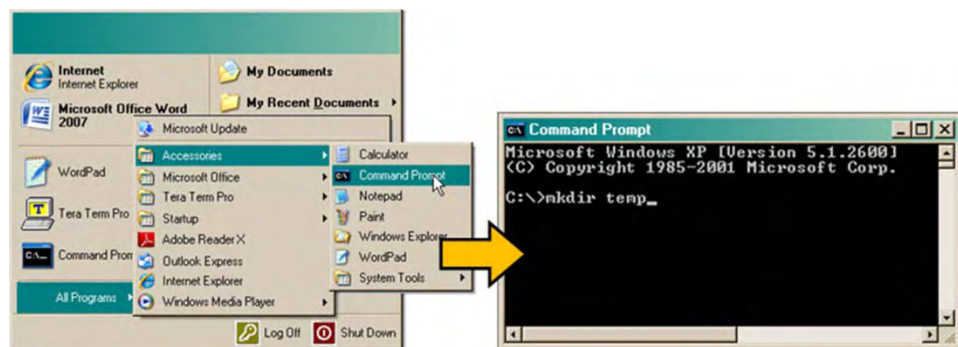 Internet
Internet Explorer
Microsoft Office Word
2007
WordPad
Tera Term Pro
Command Prom
All Programs
My Documents
My Recent Documents
Microsoft Update
Accessories
Microsoft Office
Tera Term Pro
Startup
Adobe Reader X
Outlook Express
Internet Explorer
Windows Media Player
Calculator
Command Prompt
Notepad
Paint
Windows Explorer
WordPad
System Tools
Log Off
Shut Down
Command Prompt
Microsoft Windows XP [Version 5.1.2600]
(C) Copyright 1985-2001 Microsoft Corp.
C:\>mkdir temp_